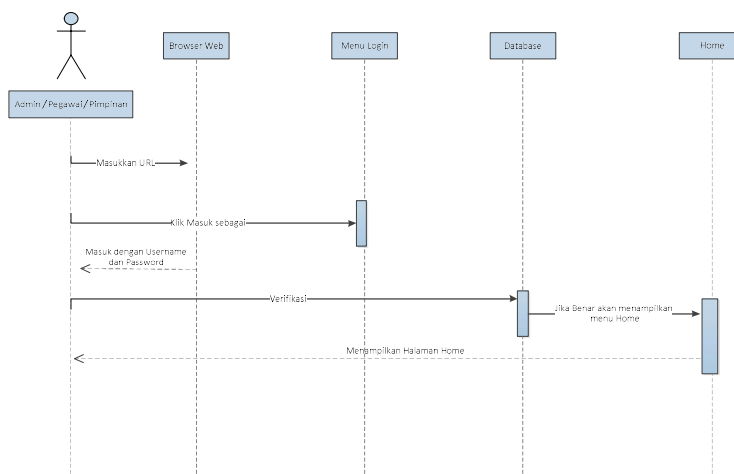 Browser Web
Menu Login
Database
Home
Admin/Pegawai/Pimpinan
Masukkan URL
Klik Masuk sebagai
Masuk dengan Username
dan Password
Verifikasi
Jika Benar akan menampilkan
menu Home
Menampilkan Halaman Home